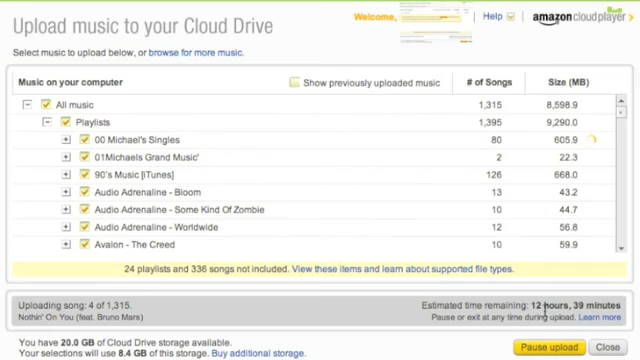 Upload music to your Cloud Drive
Welcome,
Help
amazon cloudplayer
Select music to upload below, or browse for more music.
Music on your computer
Show previously uploaded music
# of Songs
Size (MB)
All music 1,315 8,598.9
Playlists 1,395 9,290.0
00 Michael's Singles 80 605.9
01Michaels Grand Music' 2 22.3
90's Music [iTunes] 126 668.0
Audio Adrenaline - Bloom 13 43.2
Audio Adrenaline - Some Kind Of Zombie 10 44.7
Audio Adrenaline - Worldwide 12 56.8
Avalon - The Creed 10 59.9
24 playlists and 336 songs not included. View these items and learn about supported file types.
Uploading song: 4 of 1,315.
Nothin' On You (feat. Bruno Mars)
Estimated time remaining: 12 hours, 39 minutes
Pause or exit at any time during upload. Learn more
You have 20.0 GB of Cloud Drive storage available.
Your selections will use 8.4 GB of this storage. Buy additional storage.
Pause upload
Close